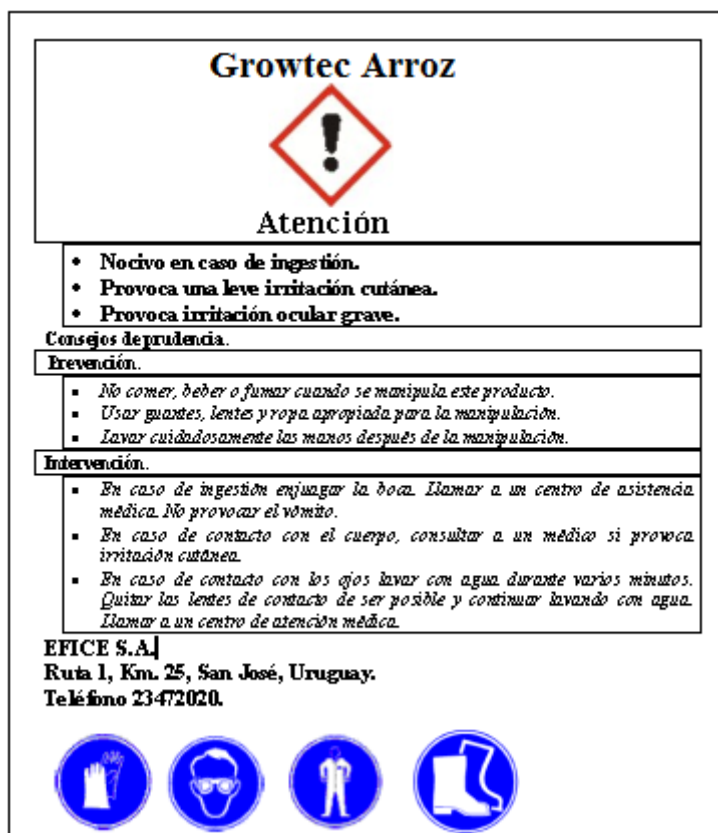 Growtec Arroz
Atención
• Nocivo en caso de ingestión.
• Provoca una leve irritación cutánea.
• Provoca irritación ocular grave.
Consejos de prudencia.
Prevención.
▪ No comer, beber o fumar cuando se manipula este producto.
▪ Usar guantes, lentes y ropa apropiada para la manipulación.
▪ Lavar cuidadosamente las manos después de la manipulación.
Intervención.
▪ En caso de ingestión enjuagar la boca. Llamar a un centro de asistencia
médica. No provocar el vómito.
▪ En caso de contacto con el cuerpo, consultar a un médico si provoca
irritación cutánea.
▪ En caso de contacto con los ojos lavar con agua durante varios minutos.
Quitar las lentes de contacto de ser posible y continuar lavando con agua.
Llamar a un centro de atención médica.
EFICE S.A.
Ruta 1, Km. 25, San José, Uruguay.
Teléfono 23472020.